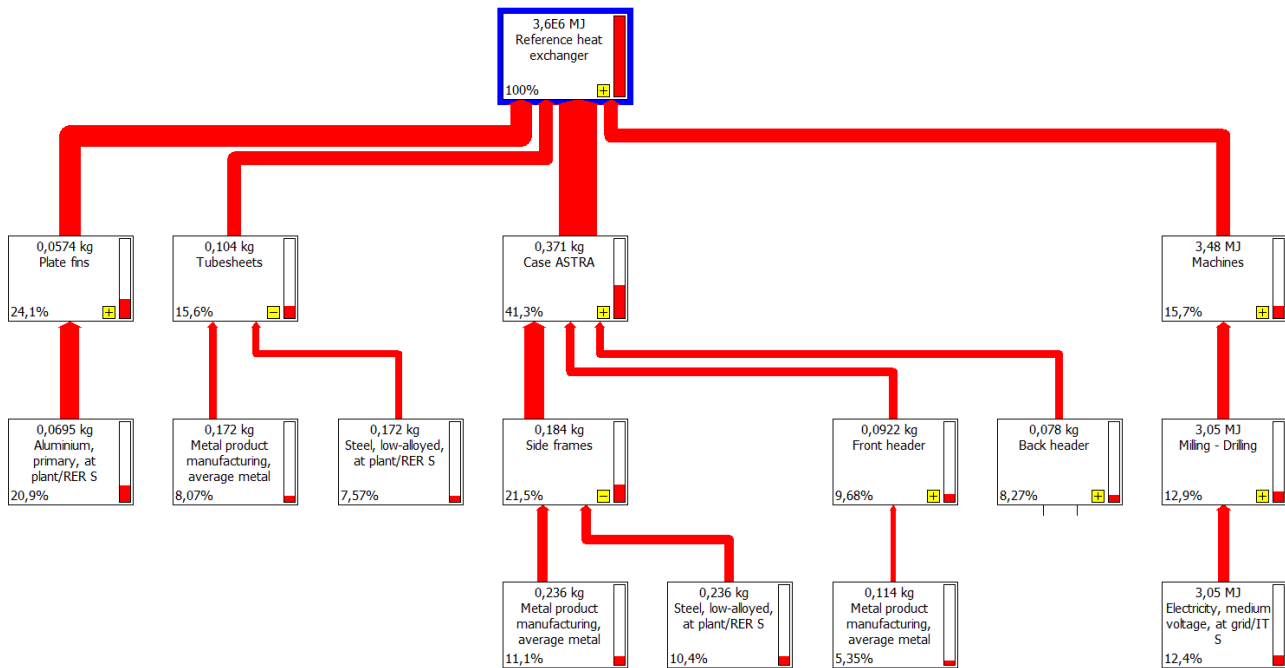 3,6E6 MJ
Reference heat
exchanger
100%
0,0574 kg
Plate fins
24,1%
0,104 kg
Tubesheets
15,6%
0,371 kg
Case ASTRA
41,3%
3,48 MJ
Machines
15,7%
0,0695 kg
Aluminium,
primary, at
plant/RER S
20,9%
0,172 kg
Metal product
manufacturing,
average metal
8,07%
0,172 kg
Steel, low-alloyed,
at plant/RER S
7,57%
0,184 kg
Side frames
21,5%
0,0922 kg
Front header
9,68%
0,078 kg
Back header
8,27%
3,05 MJ
Milling - Drilling
12,9%
0,236 kg
Metal product
manufacturing,
average metal
11,1%
0,236 kg
Steel, low-alloyed,
at plant/RER S
10,4%
0,114 kg
Metal product
manufacturing,
average metal
5,35%
3,05 MJ
Electricity, medium
voltage, at grid/IT
S
12,4%